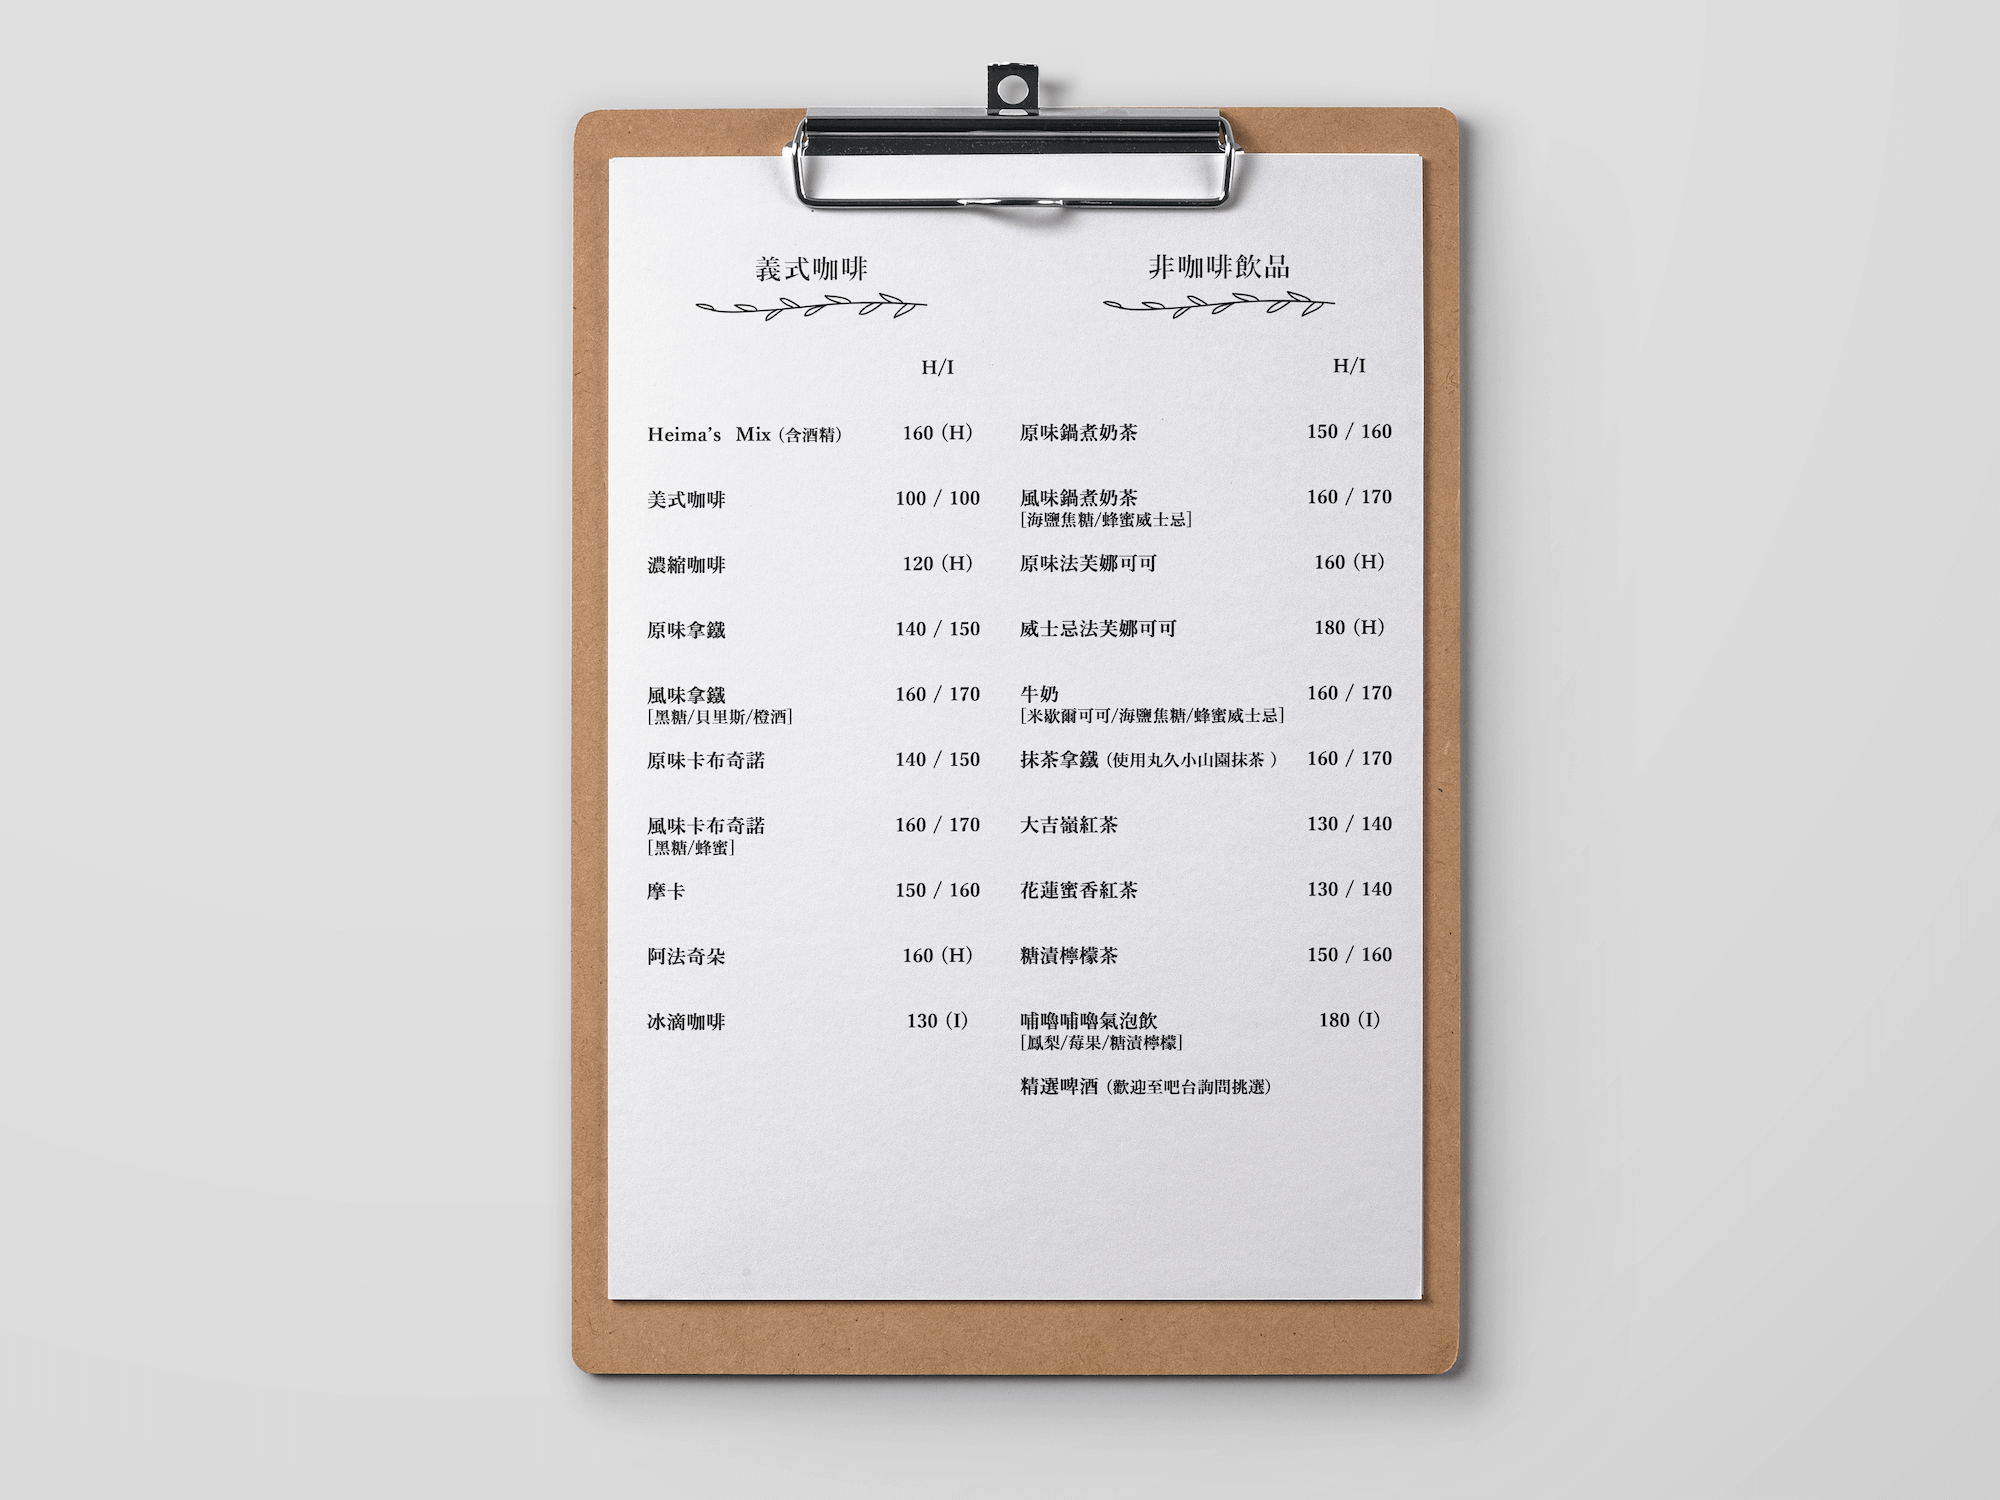 義式咖啡
H/I
Heima's Mix (含酒精) 160 (H)
美式咖啡 100 / 100
濃縮咖啡 120 (H)
原味拿鐵 140 / 150
風味拿鐵 160 / 170
[黑糖/貝里斯/橙酒]
原味卡布奇諾 140 / 150
風味卡布奇諾 160 / 170
[黑糖/蜂蜜]
摩卡 150 / 160
阿法奇朵 160 (H)
冰滴咖啡 130 (I)
非咖啡飲品
H/I
原味鍋煮奶茶 150 / 160
風味鍋煮奶茶 160 / 170
[海鹽焦糖/蜂蜜威士忌]
原味法芙娜可可 160 (H)
威士忌法芙娜可可 180 (H)
牛奶 160 / 170
[米歇爾可可/海鹽焦糖/蜂蜜威士忌]
抹茶拿鐵 (使用丸久小山園抹茶 ) 160 / 170
大吉嶺紅茶 130 / 140
花蓮蜜香紅茶 130 / 140
糖漬檸檬茶 150 / 160
哺嚕哺嚕氣泡飲 180 (I)
[鳳梨/莓果/糖漬檸檬]
精選啤酒 (歡迎至吧台詢問挑選)